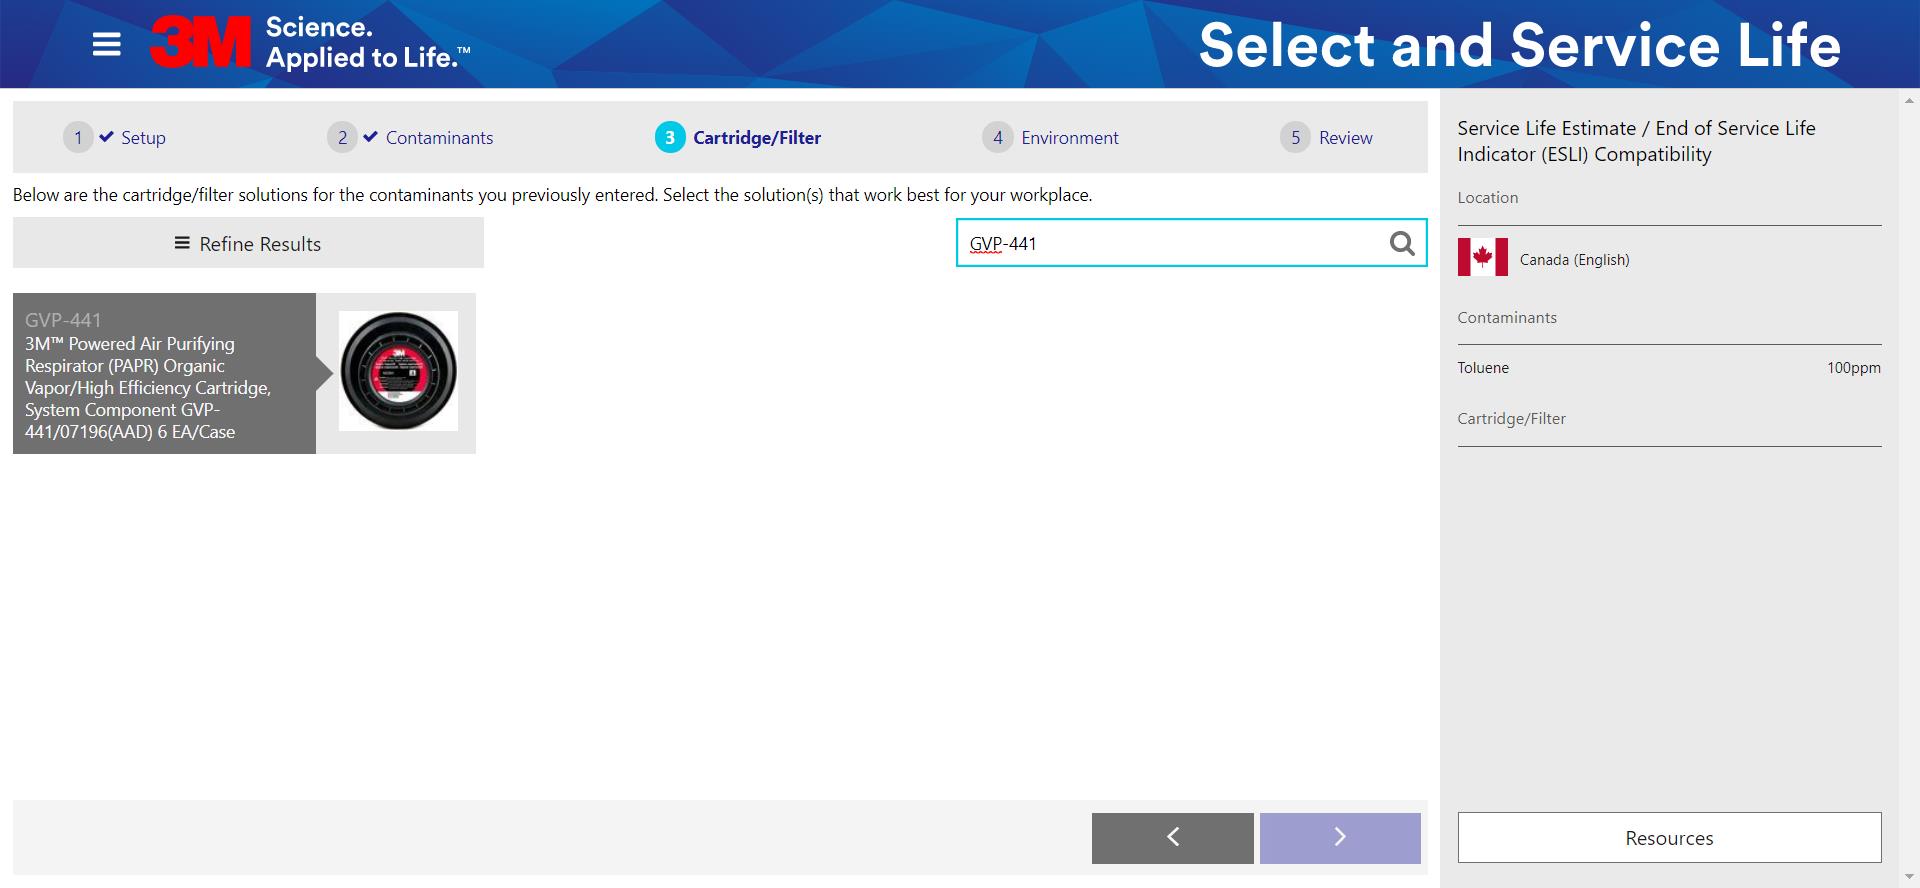 3M Science.
Applied to Life.™
Select and Service Life
1 Setup
2 Contaminants
3 Cartridge/Filter
4 Environment
5 Review
Below are the cartridge/filter solutions for the contaminants you previously entered. Select the solution(s) that work best for your workplace.
Refine Results
GVP-441
GVP-441
3M™ Powered Air Purifying
Respirator (PAPR) Organic
Vapor/High Efficiency Cartridge,
System Component GVP-
441/07196(AAD) 6 EA/Case
3M
Service Life Estimate / End of Service Life
Indicator (ESLI) Compatibility
Location
Canada (English)
Contaminants
Toluene 100ppm
Cartridge/Filter
Resources